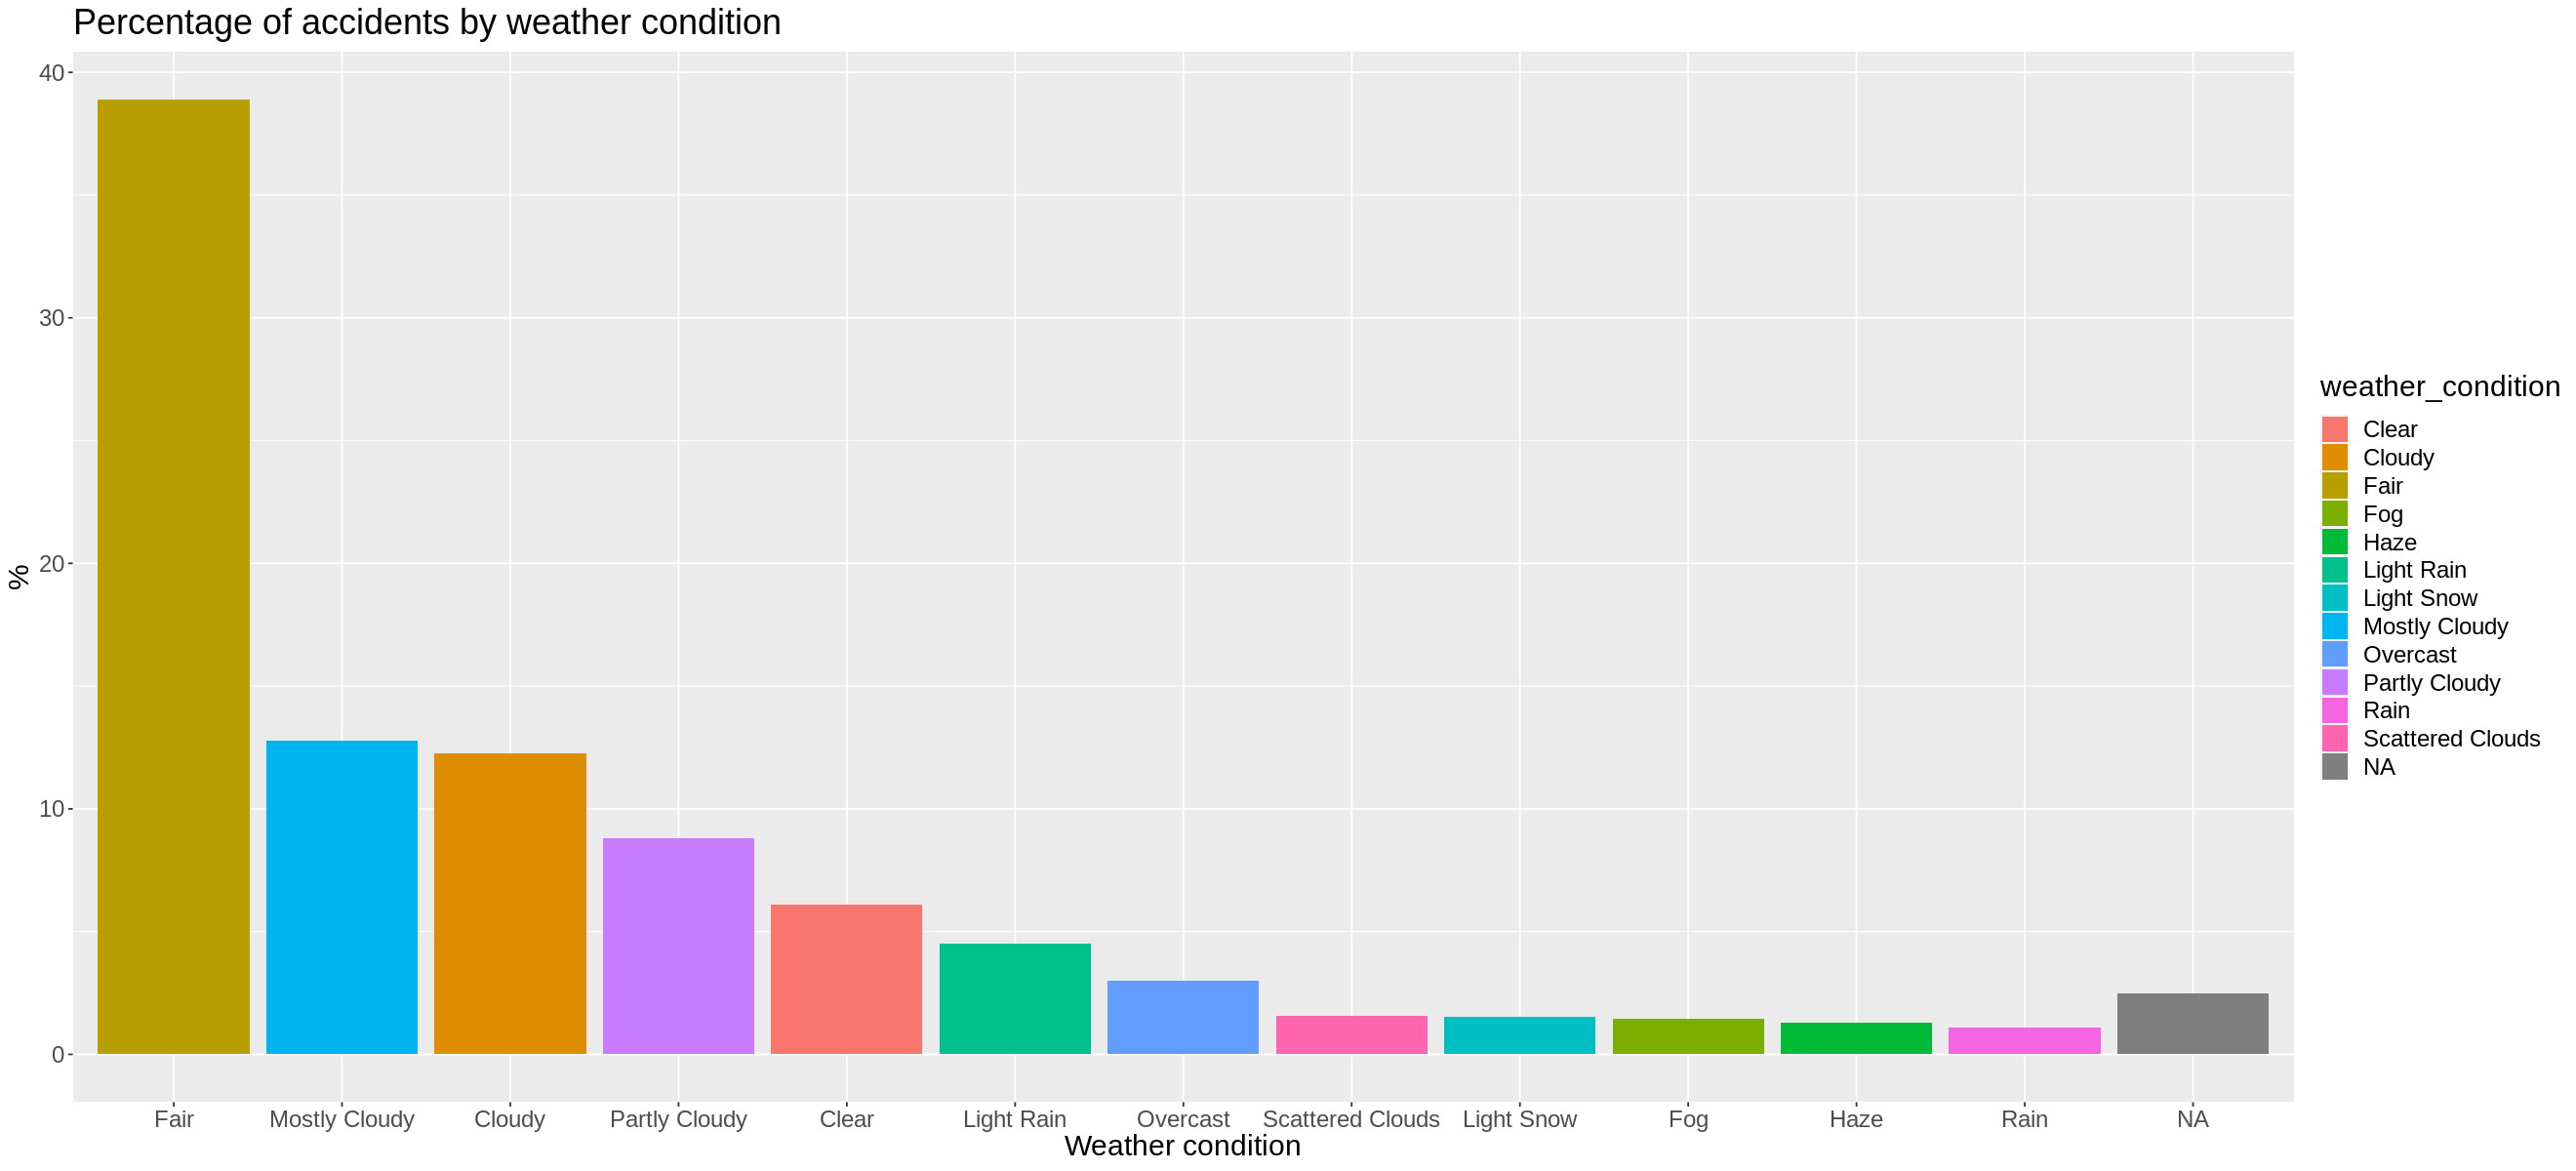 Percentage of accidents by weather condition
40
30
20
10
0
%
Fair
Mostly Cloudy
Cloudy
Partly Cloudy
Clear
Light Rain
Overcast
Scattered Clouds
Light Snow
Fog
Haze
Rain
NA
Weather condition
weather_condition
Clear
Cloudy
Fair
Fog
Haze
Light Rain
Light Snow
Mostly Cloudy
Overcast
Partly Cloudy
Rain
Scattered Clouds
NA